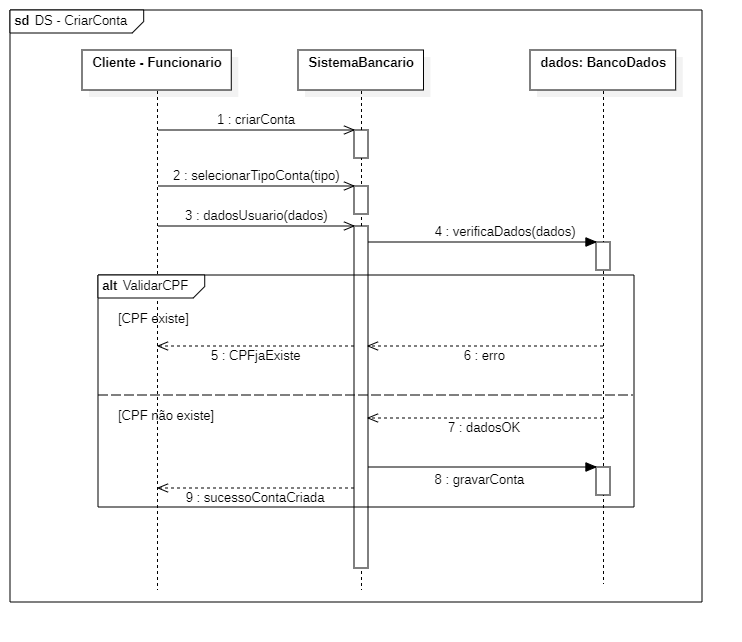 sd DS - CriarConta
Cliente - Funcionario
SistemaBancario
dados: BancoDados
1 : criarConta
2 : selecionarTipoConta(tipo)
3 : dadosUsuario(dados)
4 : verificaDados(dados)
alt ValidarCPF
[CPF existe]
5 : CPFjaExiste
6 : erro
[CPF não existe]
7 : dadosOK
8 : gravarConta
9 : sucessoContaCriada